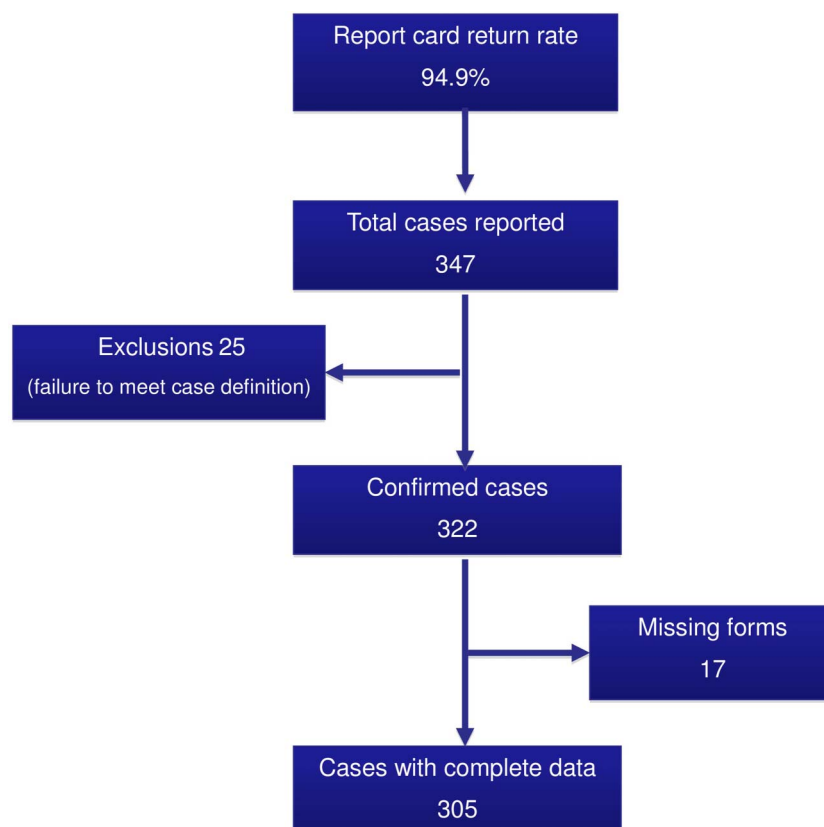 Report card return rate
94.9%
Total cases reported
347
Exclusions 25
(failure to meet case definition)
Confirmed cases
322
Missing forms
17
Cases with complete data
305